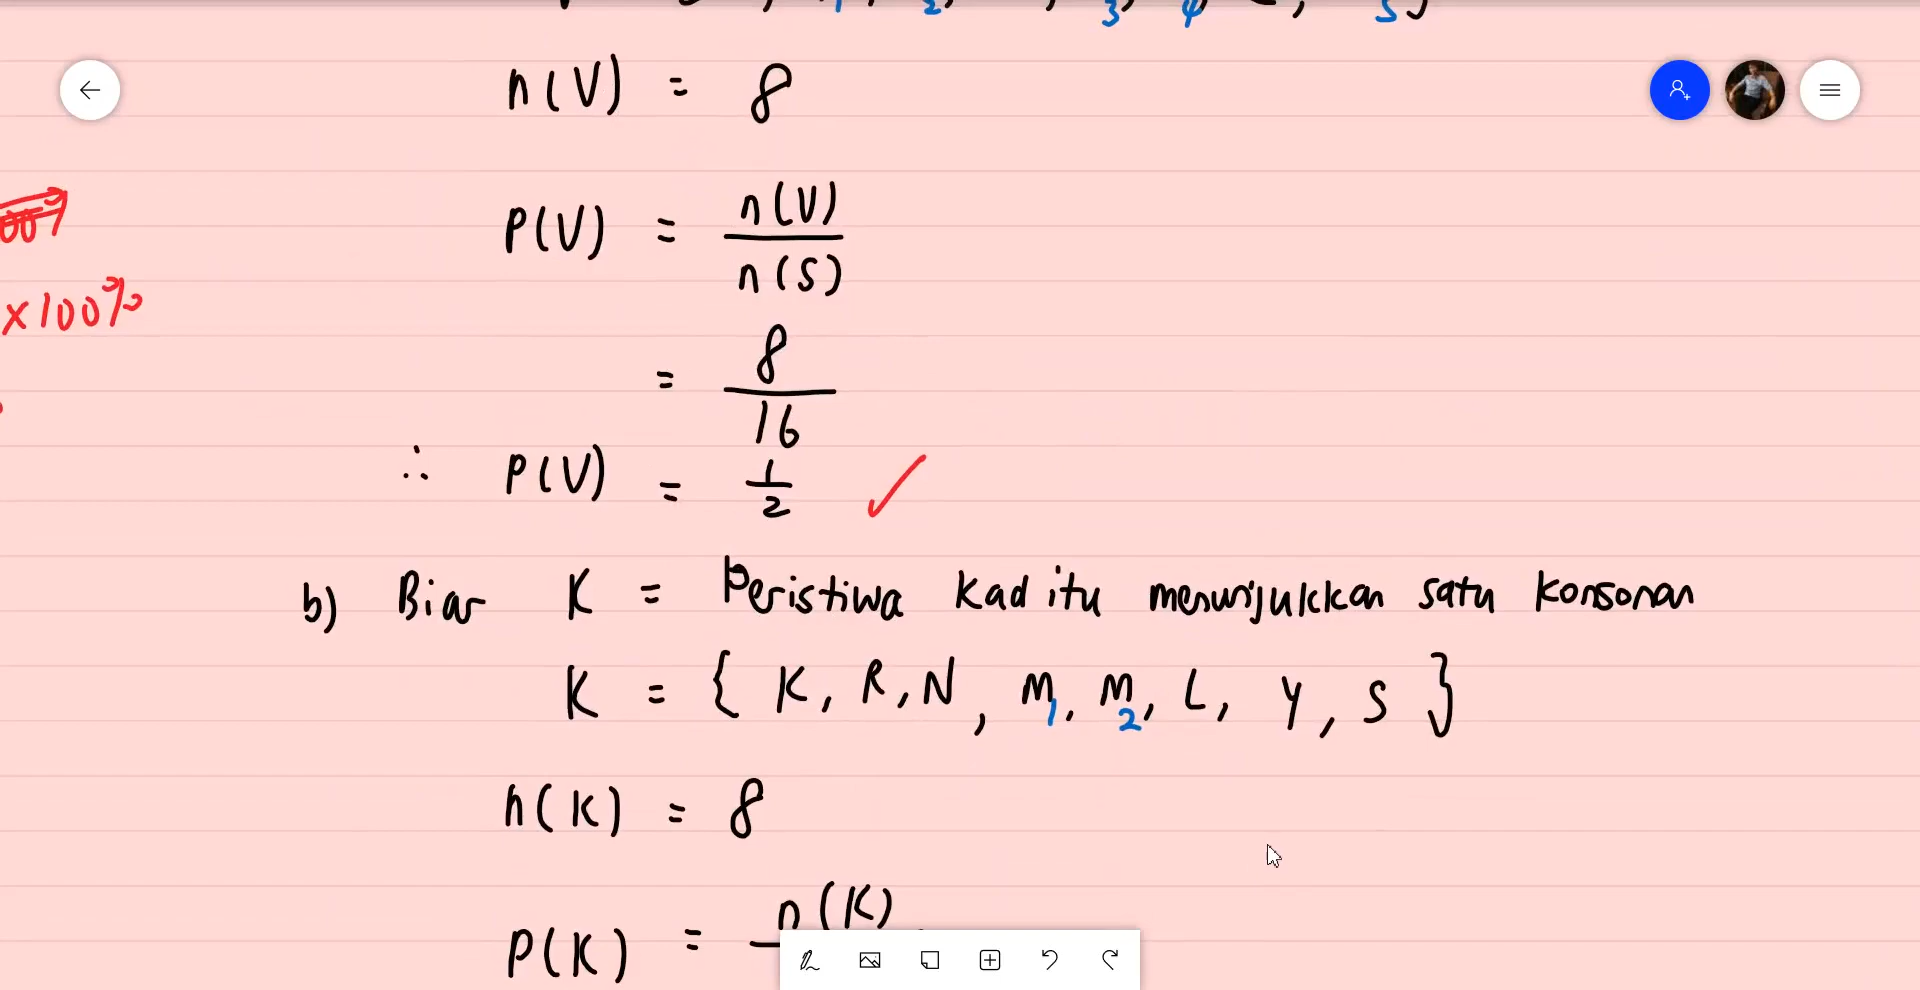 n(V) = 8
P(V) = n(V)
n(S)
x100%
= 8
16
∴ P(V) = 1/2 ✓
b) Biar K = Peristiwa kad itu menunjukkan satu konsonan
K = { K, R, N, M1, M2, L, Y, S }
n(K) = 8
P(K) = n(K)